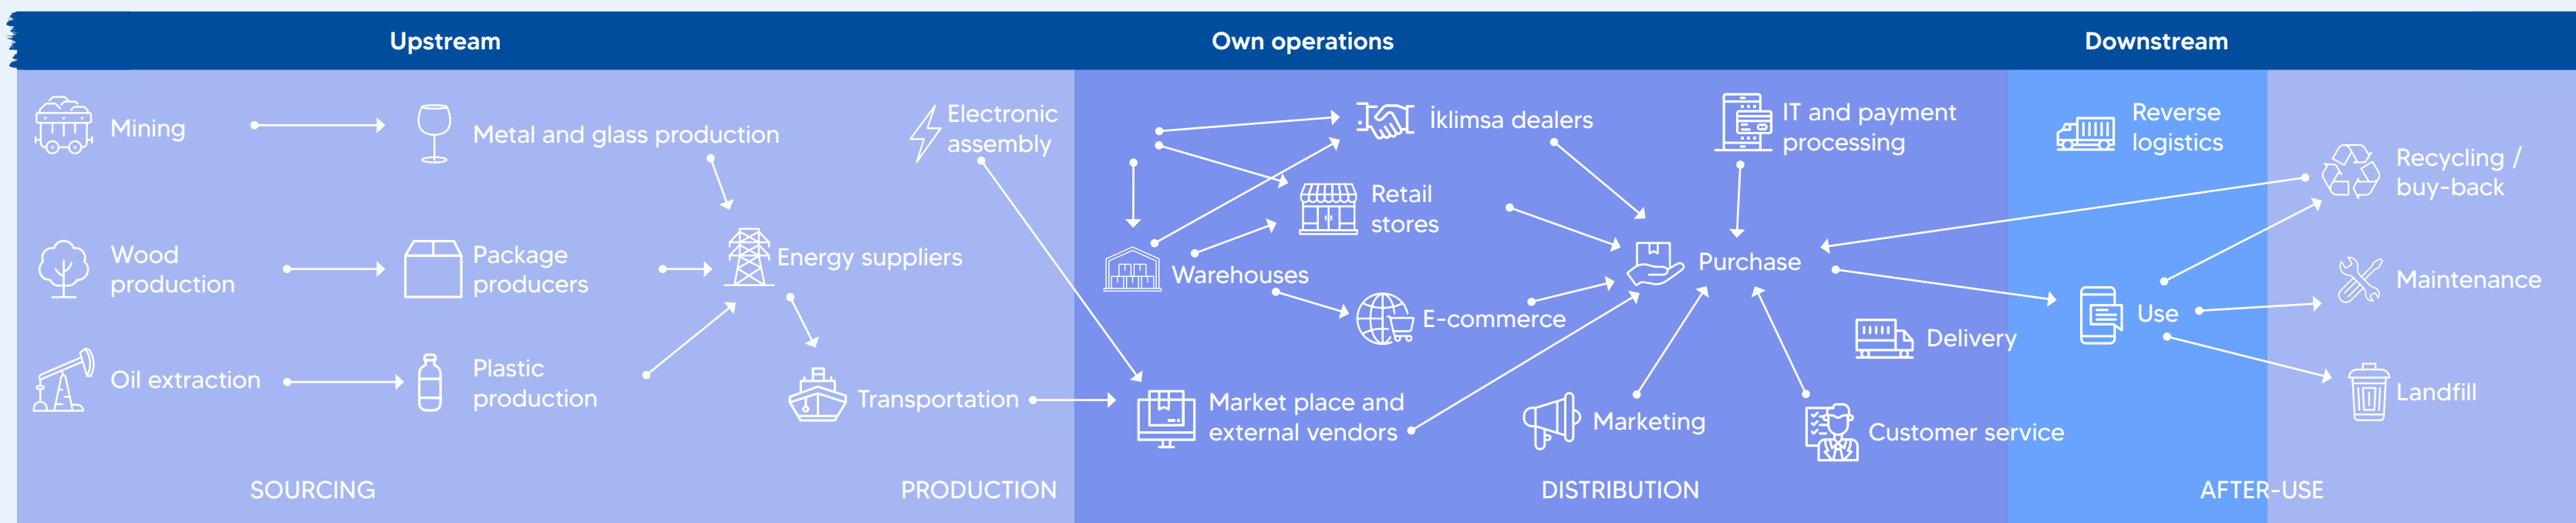 Upstream
Own operations
Downstream
Mining
Metal and glass production
Electronic
assembly
İklimsa dealers
IT and payment
processing
Reverse
logistics
Recycling /
buy-back
Retail
stores
Wood
production
Package
producers
Energy suppliers
Warehouses
Purchase
Maintenance
E-commerce
Use
Delivery
Oil extraction
Plastic
production
Transportation
Market place and
external vendors
Marketing
Customer service
Landfill
SOURCING
PRODUCTION
DISTRIBUTION
AFTER-USE